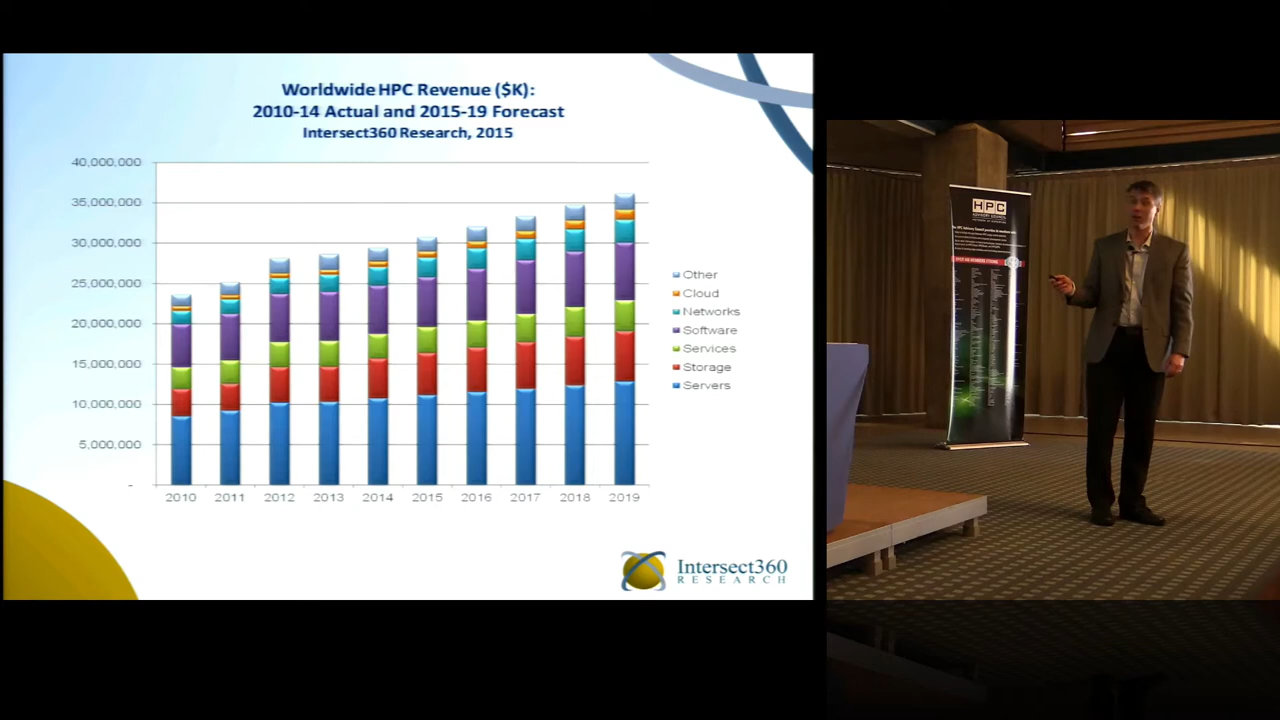 Worldwide HPC Revenue ($K):
2010-14 Actual and 2015-19 Forecast
Intersect360 Research, 2015
40,000,000
35,000,000
30,000,000
25,000,000
20,000,000
15,000,000
10,000,000
5,000,000
-
2010 2011 2012 2013 2014 2015 2016 2017 2018 2019
Other
Cloud
Networks
Software
Services
Storage
Servers
Intersect360
RESEARCH
HPC
ADVISORY COUNCIL